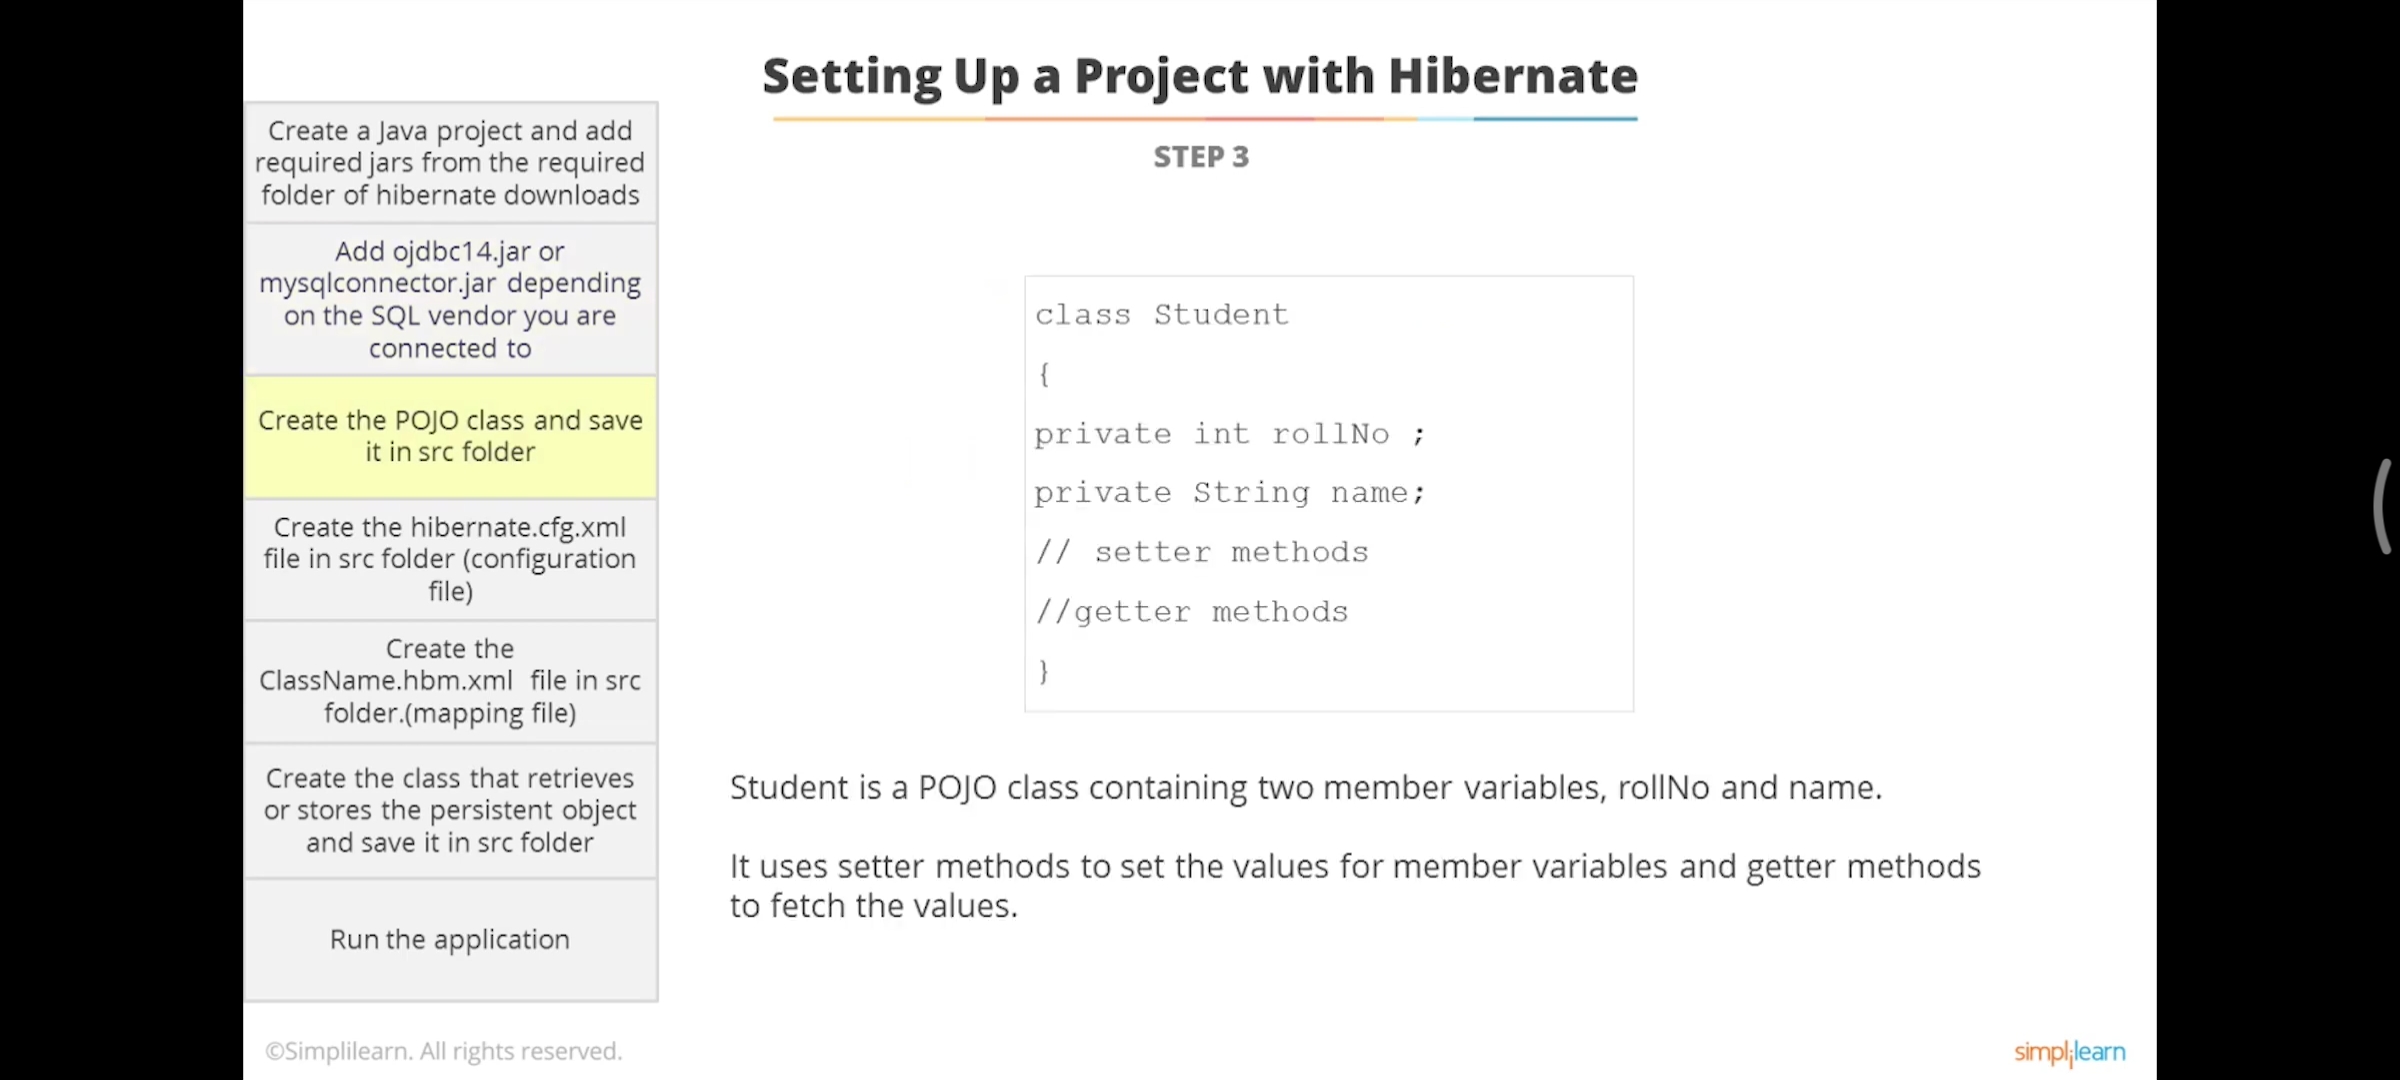 Setting Up a Project with Hibernate
STEP 3
Create a Java project and add
required jars from the required
folder of hibernate downloads
Add ojdbc14.jar or
mysqlconnector.jar depending
on the SQL vendor you are
connected to
Create the POJO class and save
it in src folder
Create the hibernate.cfg.xml
file in src folder (configuration
file)
Create the
ClassName.hbm.xml  file in src
folder.(mapping file)
Create the class that retrieves
or stores the persistent object
and save it in src folder
Run the application
class Student
{
private int rollNo ;
private String name;
// setter methods
//getter methods
}
Student is a POJO class containing two member variables, rollNo and name.
It uses setter methods to set the values for member variables and getter methods
to fetch the values.
©Simplilearn. All rights reserved.
simplilearn